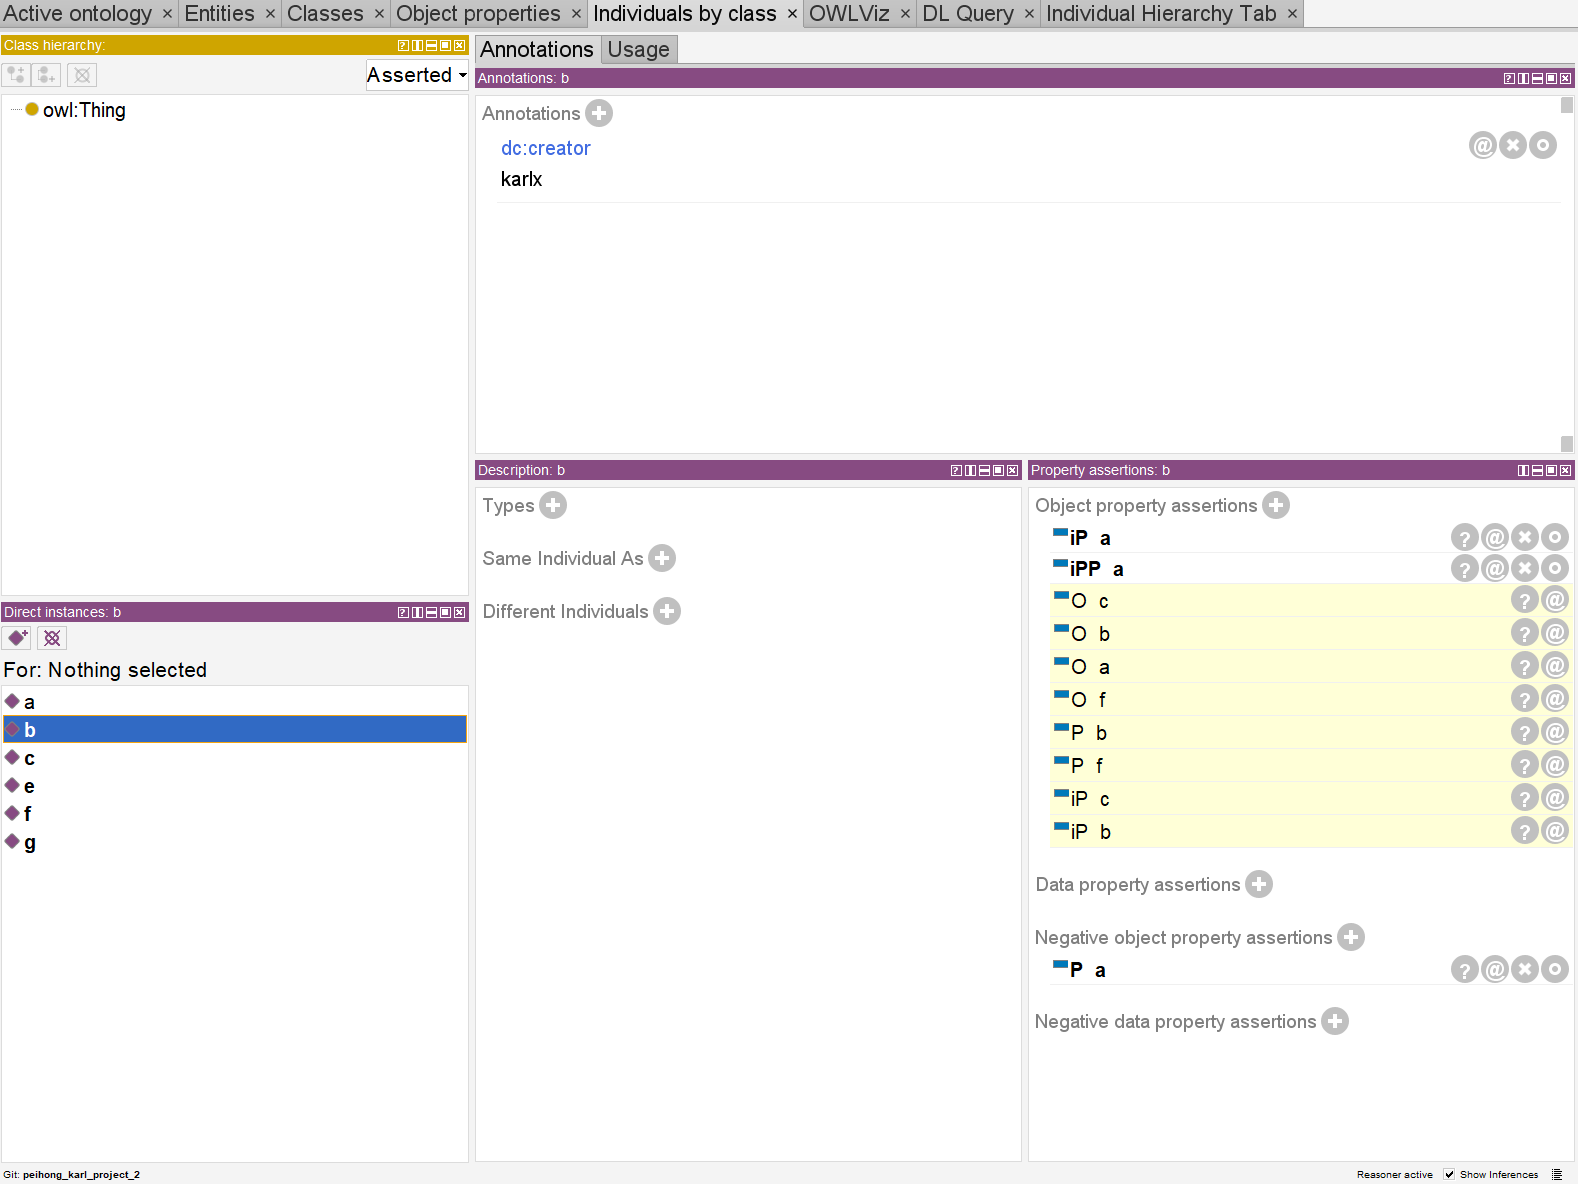 Active ontology × Entities × Classes × Object properties × Individuals by class × OWLViz × DL Query × Individual Hierarchy Tab ×
Class hierarchy:
Asserted
owl:Thing
Direct instances: b
For: Nothing selected
a
b
c
e
f
g
Annotations Usage
Annotations: b
Annotations
dc:creator
karlx
Description: b
Types
Same Individual As
Different Individuals
Property assertions: b
Object property assertions
iP a
iPP a
O c
O b
O a
O f
P b
P f
iP c
iP b
Data property assertions
Negative object property assertions
P a
Negative data property assertions
Git: peihong_karl_project_2
Reasoner active Show Inferences